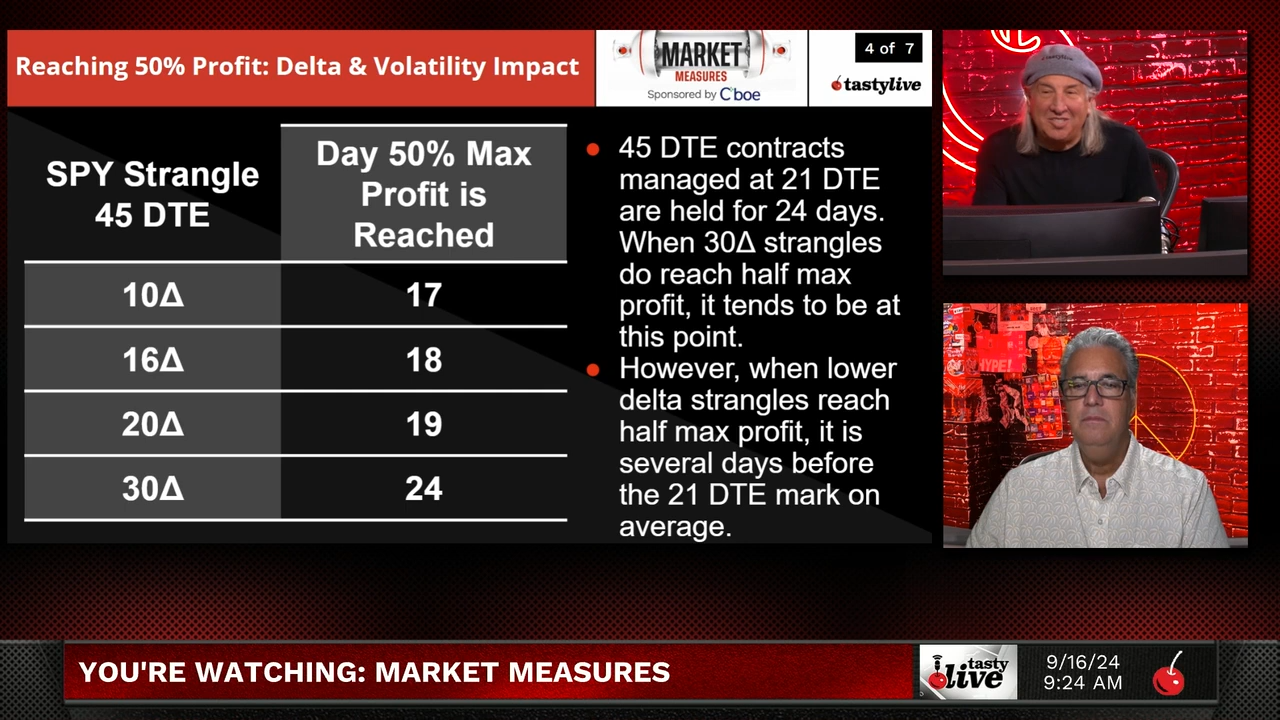 Reaching 50% Profit: Delta & Volatility Impact
MARKET
MEASURES
Sponsored by Cboe
4 of 7
tastylive
SPY Strangle
45 DTE
Day 50% Max
Profit is
Reached
10Δ 17
16Δ 18
20Δ 19
30Δ 24
45 DTE contracts
managed at 21 DTE
are held for 24 days.
When 30Δ strangles
do reach half max
profit, it tends to be at
this point.
However, when lower
delta strangles reach
half max profit, it is
several days before
the 21 DTE mark on
average.
HYPE!
YOU'RE WATCHING: MARKET MEASURES
tasty
live
9/16/24
9:24 AM